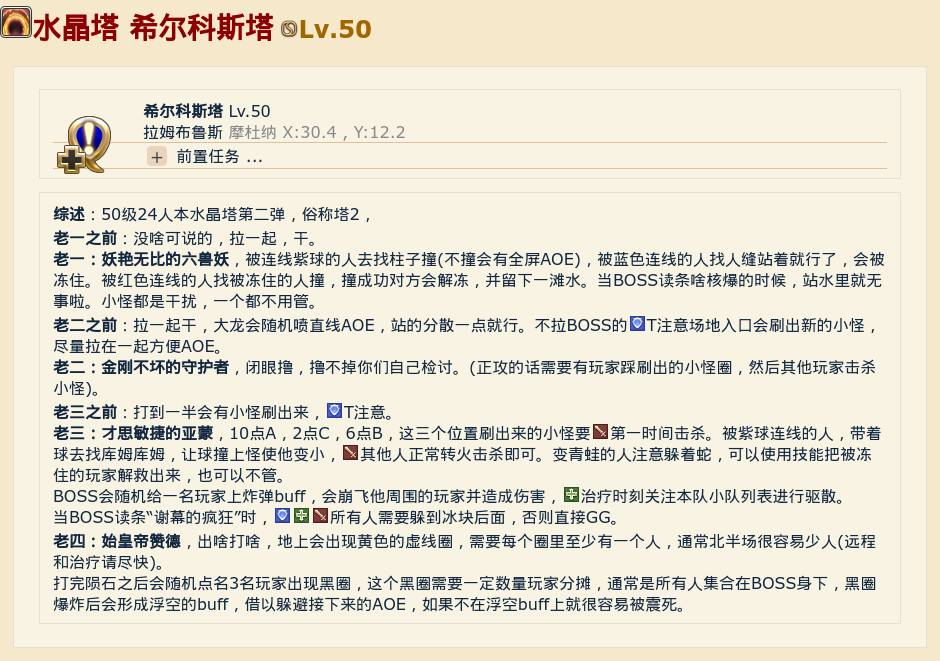 水晶塔 希尔科斯塔 Lv.50
希尔科斯塔 Lv.50
拉姆布鲁斯 摩杜纳 X:30.4 , Y:12.2
+ 前置任务 ...
综述：50级24人本水晶塔第二弹，俗称塔2，
老一之前：没啥可说的，拉一起，干。
老一：妖艳无比的六兽妖，被连线紫球的人去找柱子撞(不撞会有全屏AOE)，被蓝色连线的人找人缝站着就行了，会被
冻住。被红色连线的人找被冻住的人撞，撞成功对方会解冻，并留下一滩水。当BOSS读条啥核爆的时候，站水里就无
事啦。小怪都是干扰，一个都不用管。
老二之前：拉一起干，大龙会随机喷直线AOE，站的分散一点就行。不拉BOSS的T注意场地入口会刷出新的小怪，
尽量拉在一起方便AOE。
老二：金刚不坏的守护者，闭眼撸，撸不掉你们自己检讨。(正攻的话需要有玩家踩刷出的小怪圈，然后其他玩家击杀
小怪)。
老三之前：打到一半会有小怪刷出来，T注意。
老三：才思敏捷的亚蒙，10点A，2点C，6点B，这三个位置刷出来的小怪要第一时间击杀。被紫球连线的人，带着
球去找库姆库姆，让球撞上怪使他变小，其他人正常转火击杀即可。变青蛙的人注意躲着蛇，可以使用技能把被冻
住的玩家解救出来，也可以不管。
BOSS会随机给一名玩家上炸弹buff，会崩飞他周围的玩家并造成伤害，治疗时刻关注本队小队列表进行驱散。
当BOSS读条“谢幕的疯狂”时，所有人需要躲到冰块后面，否则直接GG。
老四：始皇帝赞德，出啥打啥，地上会出现黄色的虚线圈，需要每个圈里至少有一个人，通常北半场很容易少人(远程
和治疗请尽快)。
打完陨石之后会随机点名3名玩家出现黑圈，这个黑圈需要一定数量玩家分摊，通常是所有人集合在BOSS身下，黑圈
爆炸后会形成浮空的buff，借以躲避接下来的AOE，如果不在浮空buff上就很容易被震死。